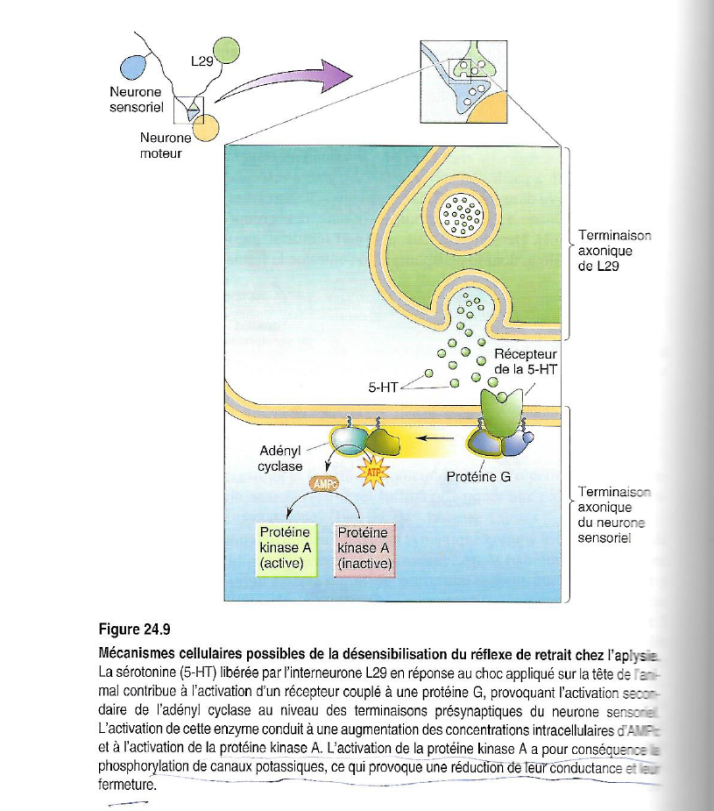 L29
Neurone
sensoriel
Neurone
moteur
Terminaison
axonique
de L29
Récepteur
de la 5-HT
5-HT
Adényl
cyclase
ATP
AMPc
Protéine G
Protéine
kinase A
(active)
Protéine
kinase A
(inactive)
Terminaison
axonique
du neurone
sensoriel
Figure 24.9
Mécanismes cellulaires possibles de la désensibilisation du réflexe de retrait chez l'aplysie.
La sérotonine (5-HT) libérée par l'interneurone L29 en réponse au choc appliqué sur la tête de l'ani-
mal contribue à l'activation d'un récepteur couplé à une protéine G, provoquant l'activation secon-
daire de l'adényl cyclase au niveau des terminaisons présynaptiques du neurone sensoriel.
L'activation de cette enzyme conduit à une augmentation des concentrations intracellulaires d'AMPc
et à l'activation de la protéine kinase A. L'activation de la protéine kinase A a pour conséquence la
phosphorylation de canaux potassiques, ce qui provoque une réduction de leur conductance et leur
fermeture.